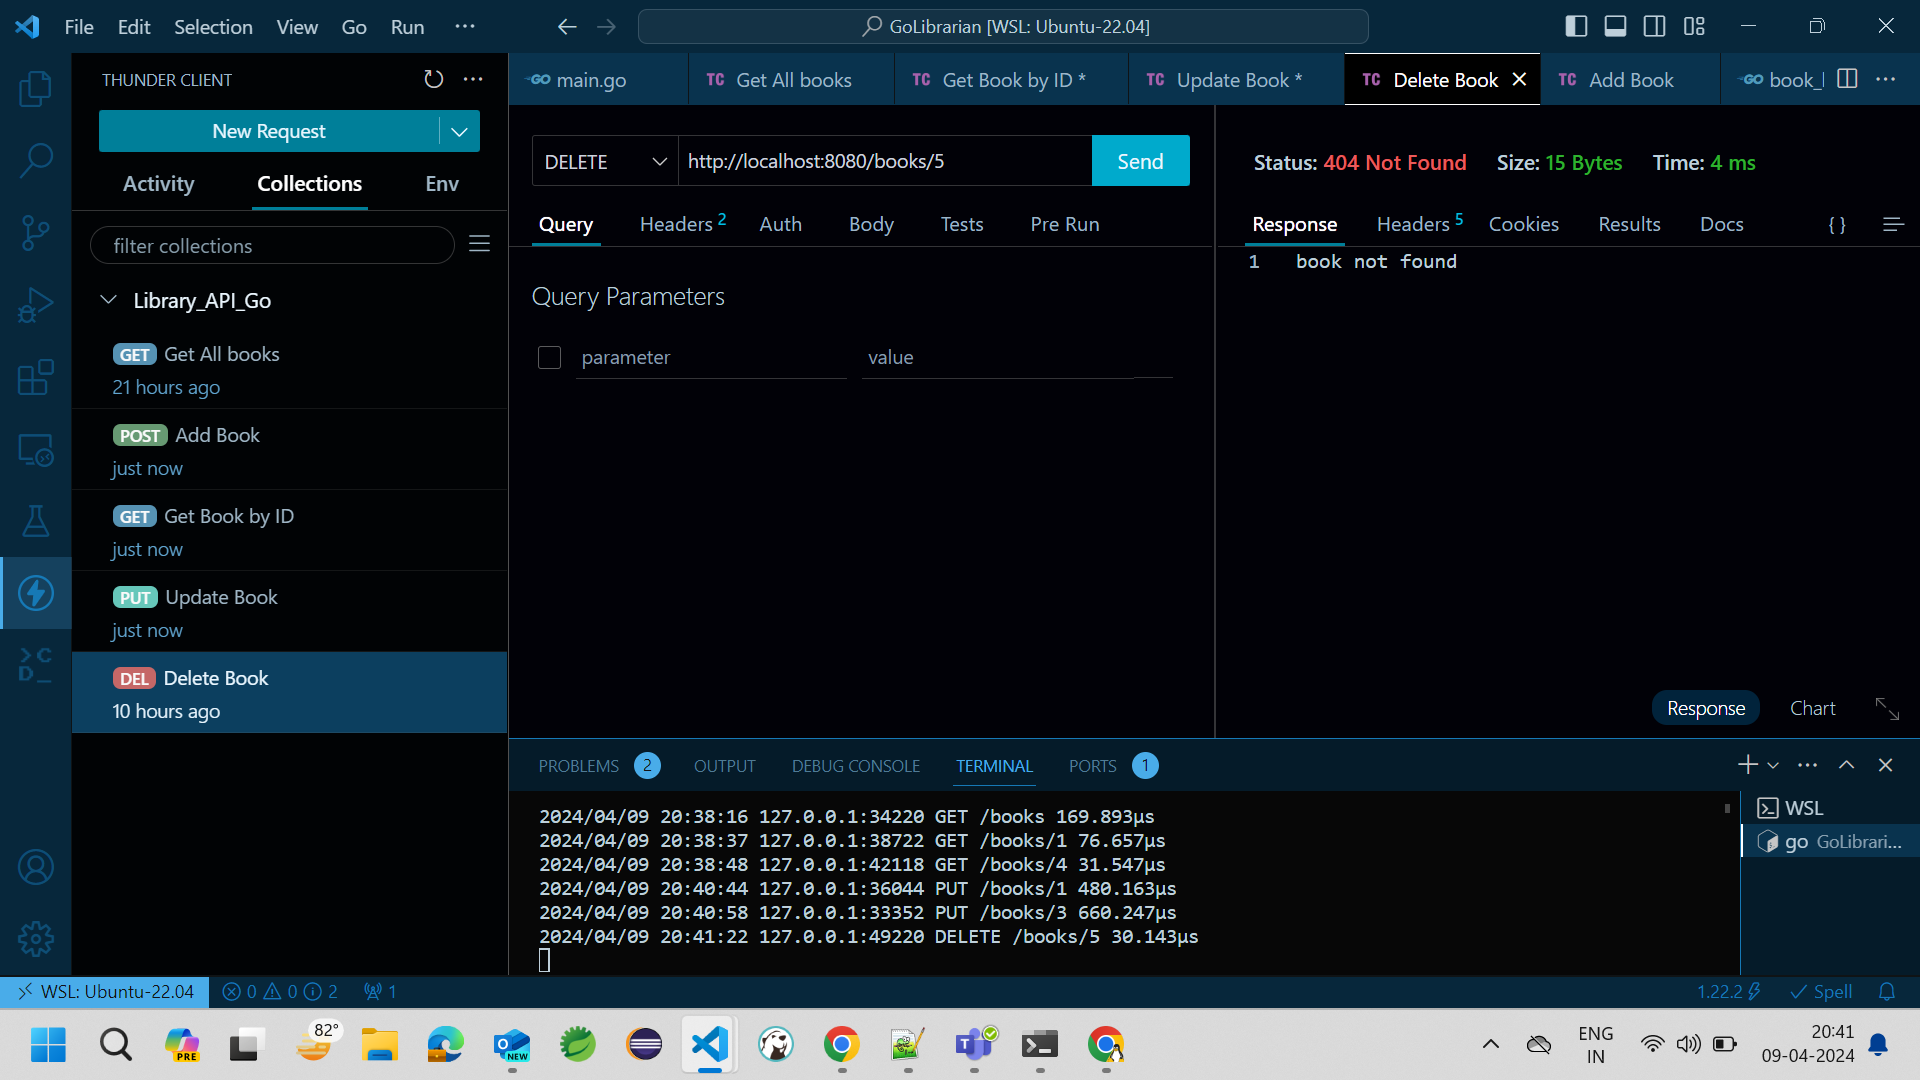 File Edit Selection View Go Run ···
GoLibrarian [WSL: Ubuntu-22.04]
THUNDER CLIENT
New Request
Activity Collections Env
filter collections
Library_API_Go
GET Get All books
21 hours ago
POST Add Book
just now
GET Get Book by ID
just now
PUT Update Book
just now
DEL Delete Book
10 hours ago
GO main.go
TC Get All books
TC Get Book by ID *
TC Update Book *
TC Delete Book
TC Add Book
GO book_
DELETE http://localhost:8080/books/5 Send
Query Headers 2 Auth Body Tests Pre Run
Query Parameters
parameter value
Status: 404 Not Found Size: 15 Bytes Time: 4 ms
Response Headers 5 Cookies Results Docs { }
1 book not found
Response Chart
PROBLEMS 2 OUTPUT DEBUG CONSOLE TERMINAL PORTS 1
2024/04/09 20:38:16 127.0.0.1:34220 GET /books 169.893µs
2024/04/09 20:38:37 127.0.0.1:38722 GET /books/1 76.657µs
2024/04/09 20:38:48 127.0.0.1:42118 GET /books/4 31.547µs
2024/04/09 20:40:44 127.0.0.1:36044 PUT /books/1 480.163µs
2024/04/09 20:40:58 127.0.0.1:33352 PUT /books/3 660.247µs
2024/04/09 20:41:22 127.0.0.1:49220 DELETE /books/5 30.143µs
WSL
go GoLibrari...
WSL: Ubuntu-22.04 0 0 2 1
1.22.2 Spell
PRE
82°
NEW
ENG
IN
20:41
09-04-2024